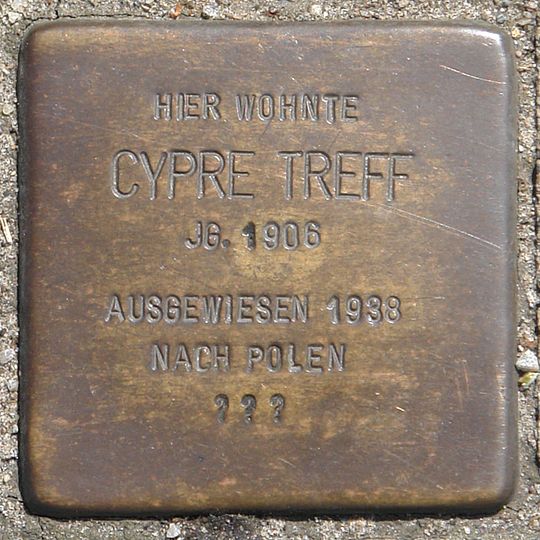 HIER WOHNTE
CYPRE TREFF
JG. 1906
AUSGEWIESEN 1938
NACH POLEN
? ? ?